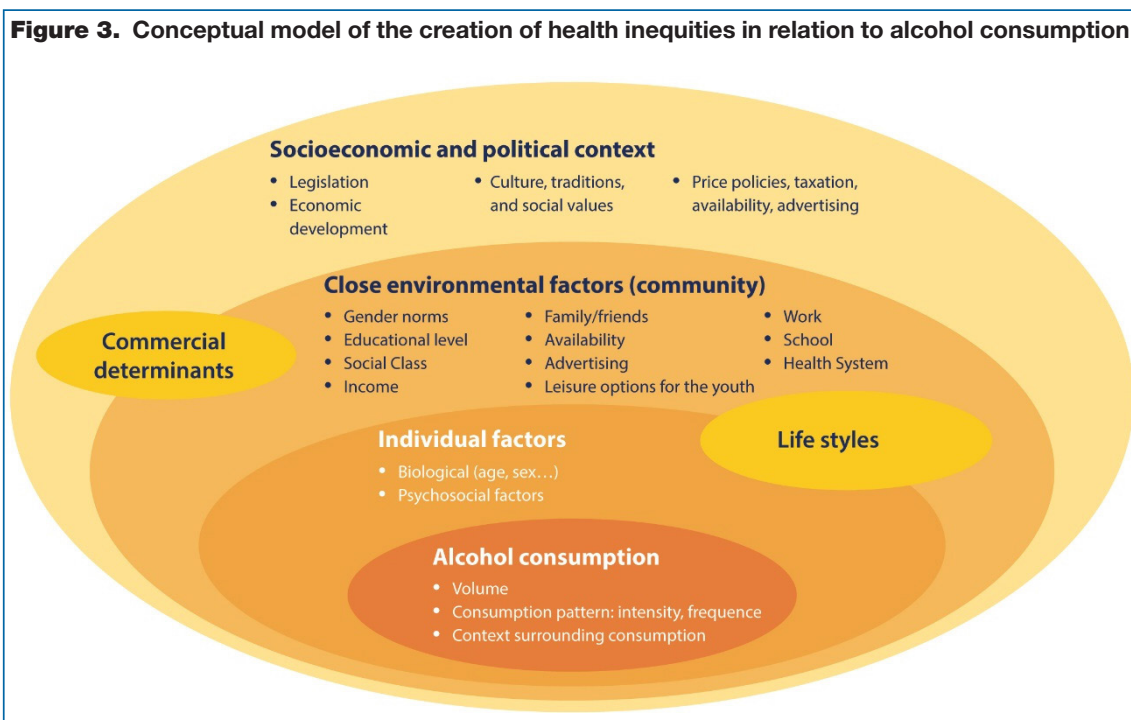 Figure 3. Conceptual model of the creation of health inequities in relation to alcohol consumption
Socioeconomic and political context
• Legislation
• Economic
development
• Culture, traditions,
and social values
• Price policies, taxation,
availability, advertising
Close environmental factors (community)
• Gender norms
• Educational level
• Social Class
• Income
• Family/friends
• Availability
• Advertising
• Leisure options for the youth
• Work
• School
• Health System
Commercial
determinants
Life styles
Individual factors
• Biological (age, sex...)
• Psychosocial factors
Alcohol consumption
• Volume
• Consumption pattern: intensity, frequence
• Context surrounding consumption